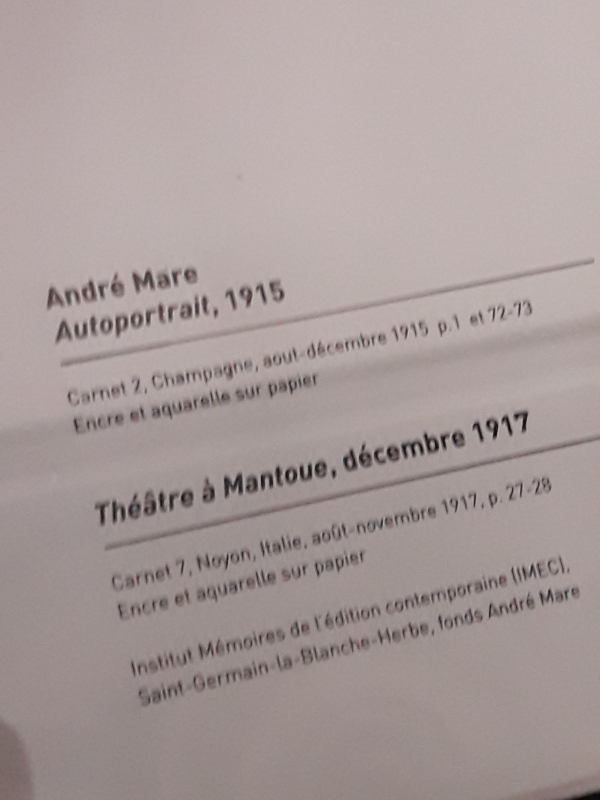 André Mare
Autoportrait, 1915
Carnet 2, Champagne, aout-décembre 1915 p.1 et 72-73
Encre et aquarelle sur papier
Théâtre à Mantoue, décembre 1917
Carnet 7, Noyon, Italie, août-novembre 1917, p. 27-28
Encre et aquarelle sur papier
Institut Mémoires de l'édition contemporaine (IMEC),
Saint-Germain-la-Blanche-Herbe, fonds André Mare